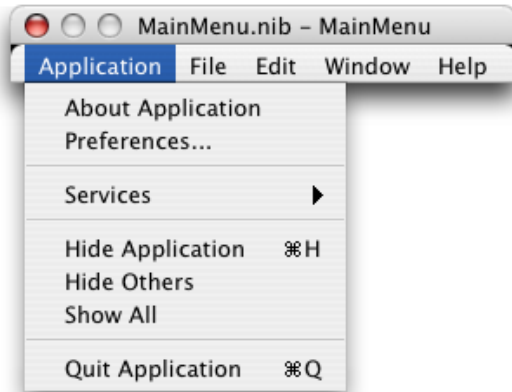 MainMenu.nib – MainMenu
Application File Edit Window Help
About Application
Preferences...
Services
Hide Application ⌘H
Hide Others
Show All
Quit Application ⌘Q